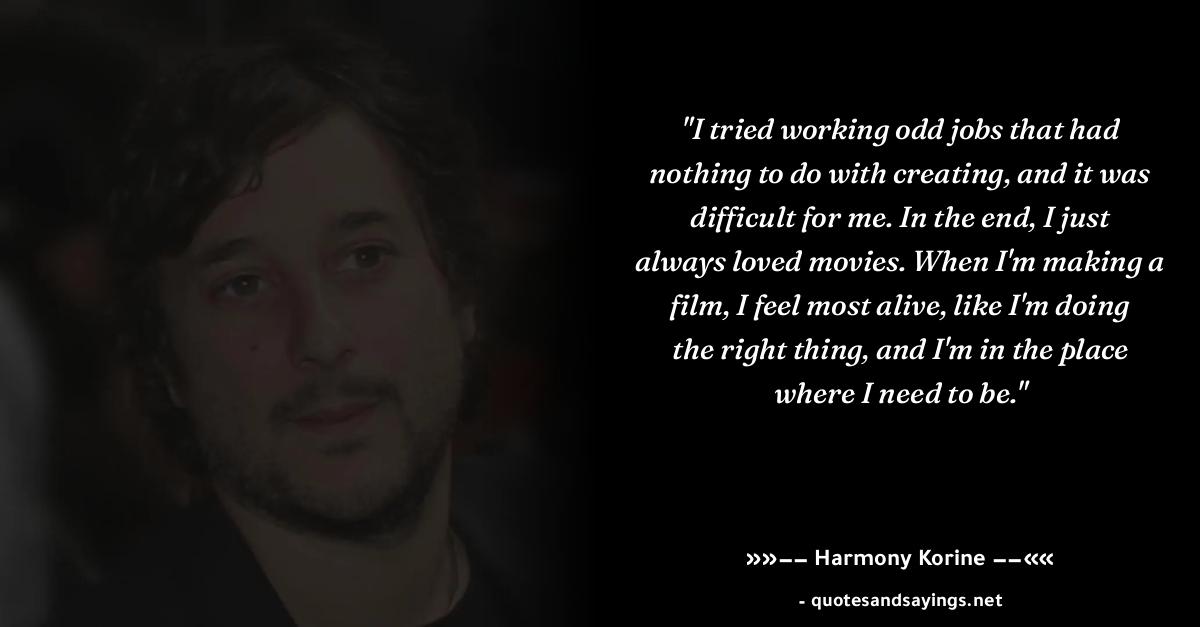 "I tried working odd jobs that had
nothing to do with creating, and it was
difficult for me. In the end, I just
always loved movies. When I'm making a
film, I feel most alive, like I'm doing
the right thing, and I'm in the place
where I need to be."
»»–– Harmony Korine ––««
- quotesandsayings.net